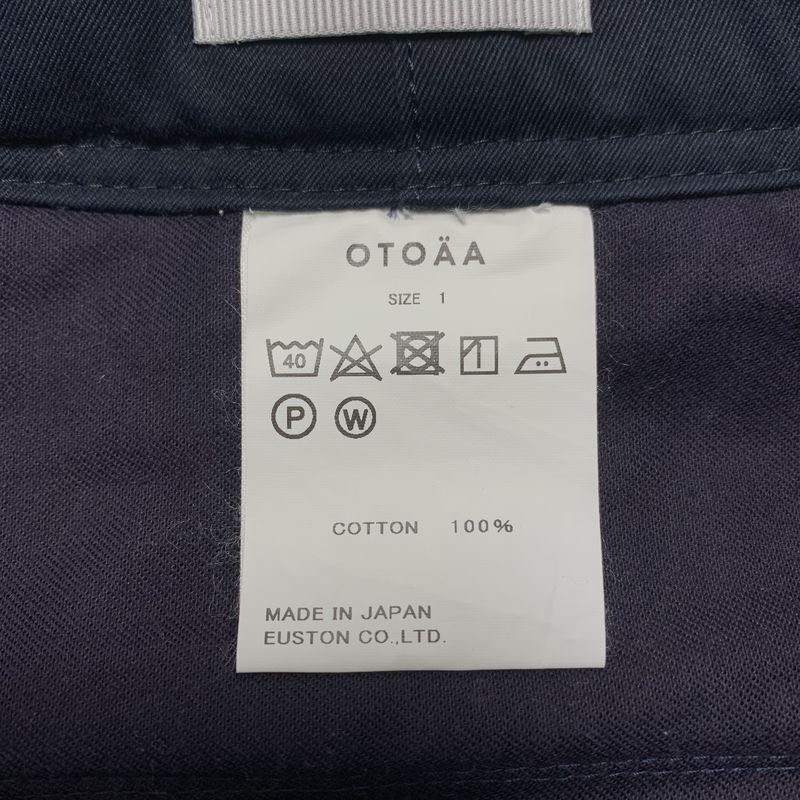 OTOÄA
SIZE 1
40
P W
COTTON 100%
MADE IN JAPAN
EUSTON CO.,LTD.